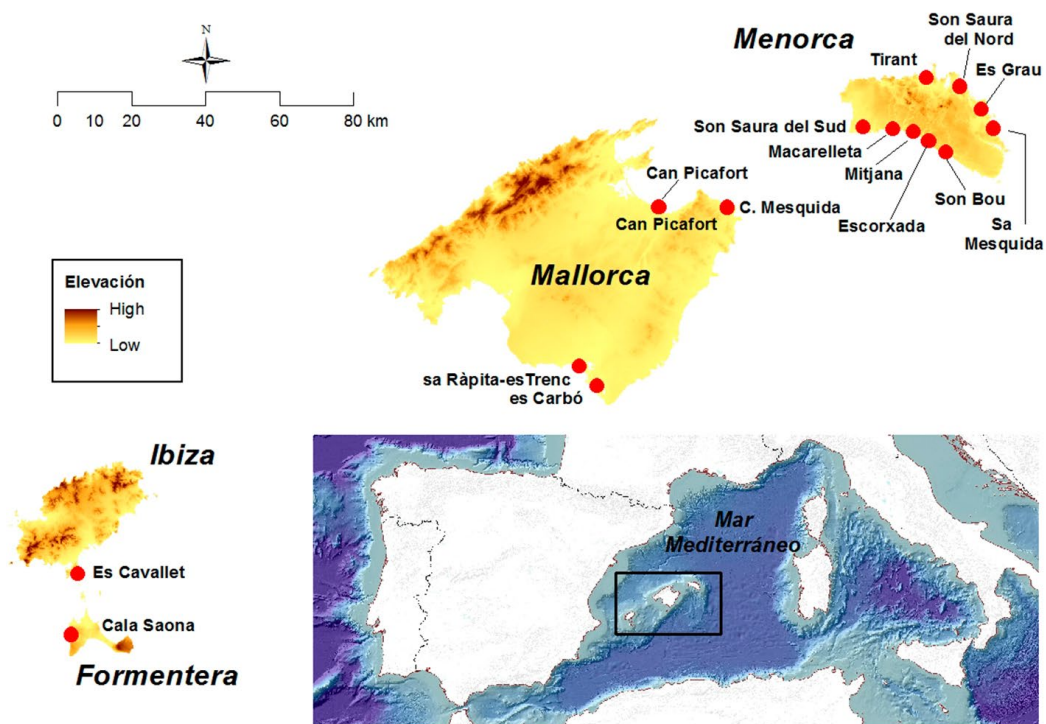 N
0 10 20 40 60 80 km
Menorca
Son Saura
del Nord
Tirant
Es Grau
Son Saura del Sud
Macarelleta
Mitjana
Escorxada
Son Bou
Sa
Mesquida
Can Picafort
Can Picafort
C. Mesquida
Mallorca
sa Ràpita-esTrenc
es Carbó
Elevación
High
Low
Ibiza
Es Cavallet
Cala Saona
Formentera
Mar
Mediterráneo